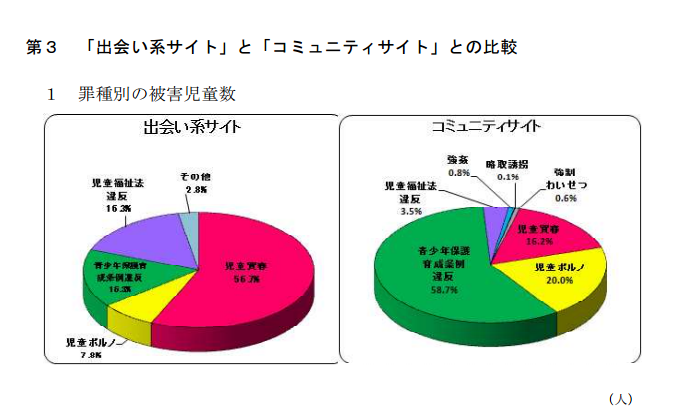 第３　「出会い系サイト」と「コミュニティサイト」との比較
１　罪種別の被害児童数
出会い系サイト
その他
2.8%
児童福祉法
違反
16.3%
青少年保護育
成条例違反
16.3%
児童ポルノ
7.8%
児童買春
56.7%
コミュニティサイト
強姦
0.8%
略取誘拐
0.1%
強制
わいせつ
0.6%
児童福祉法
違反
3.5%
児童買春
16.2%
児童ポルノ
20.0%
青少年保護
育成条例
違反
58.7%
（人）